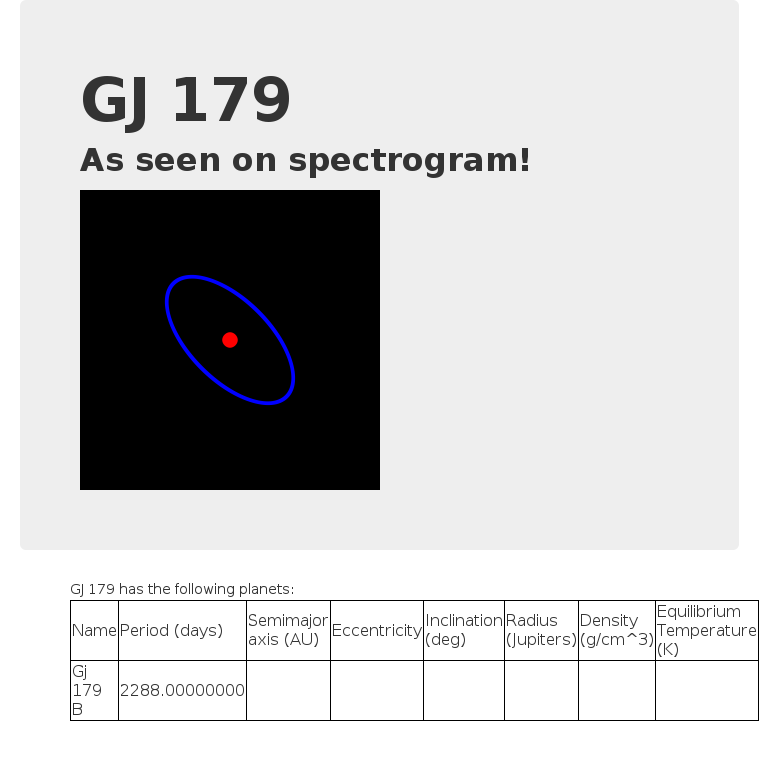 GJ 179
As seen on spectrogram!
GJ 179 has the following planets:
Name Period (days) Semimajor axis (AU) Eccentricity Inclination (deg) Radius (Jupiters) Density (g/cm^3) Equilibrium Temperature (K)
Gj 179 B 2288.00000000